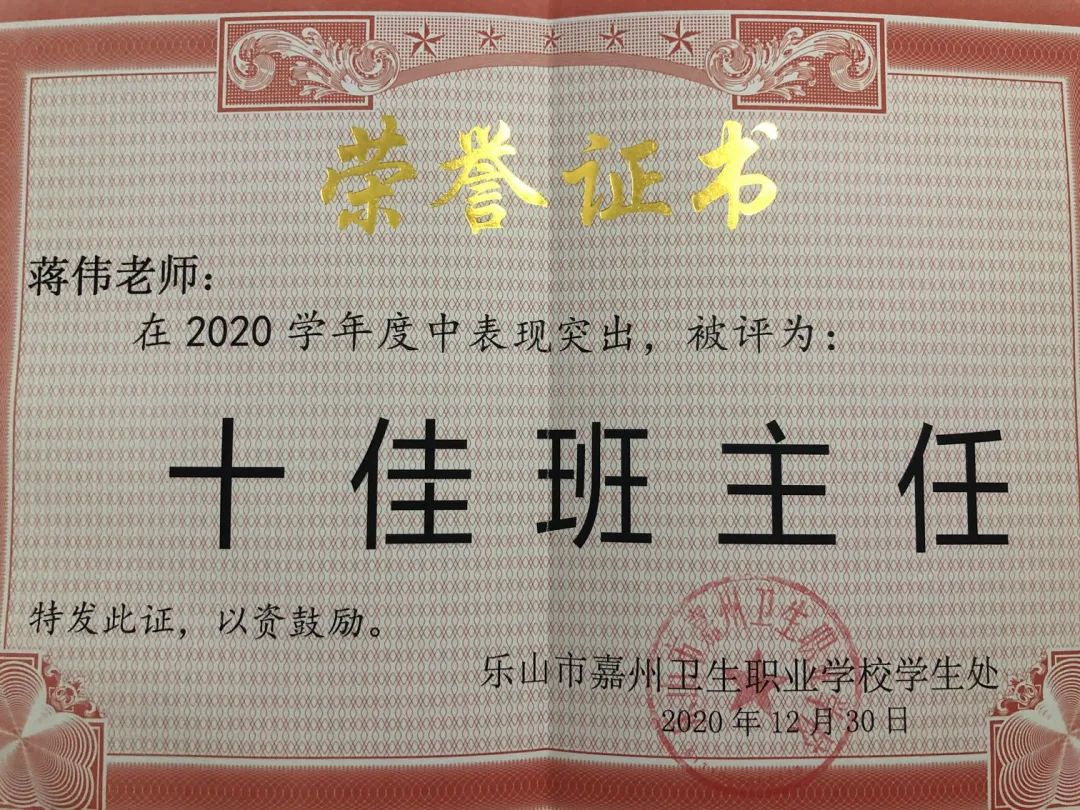 荣誉证书
蒋伟老师：
在2020学年度中表现突出，被评为：
十佳班主任
特发此证，以资鼓励。
乐山市嘉州卫生职业学校学生处
2020年12月30日